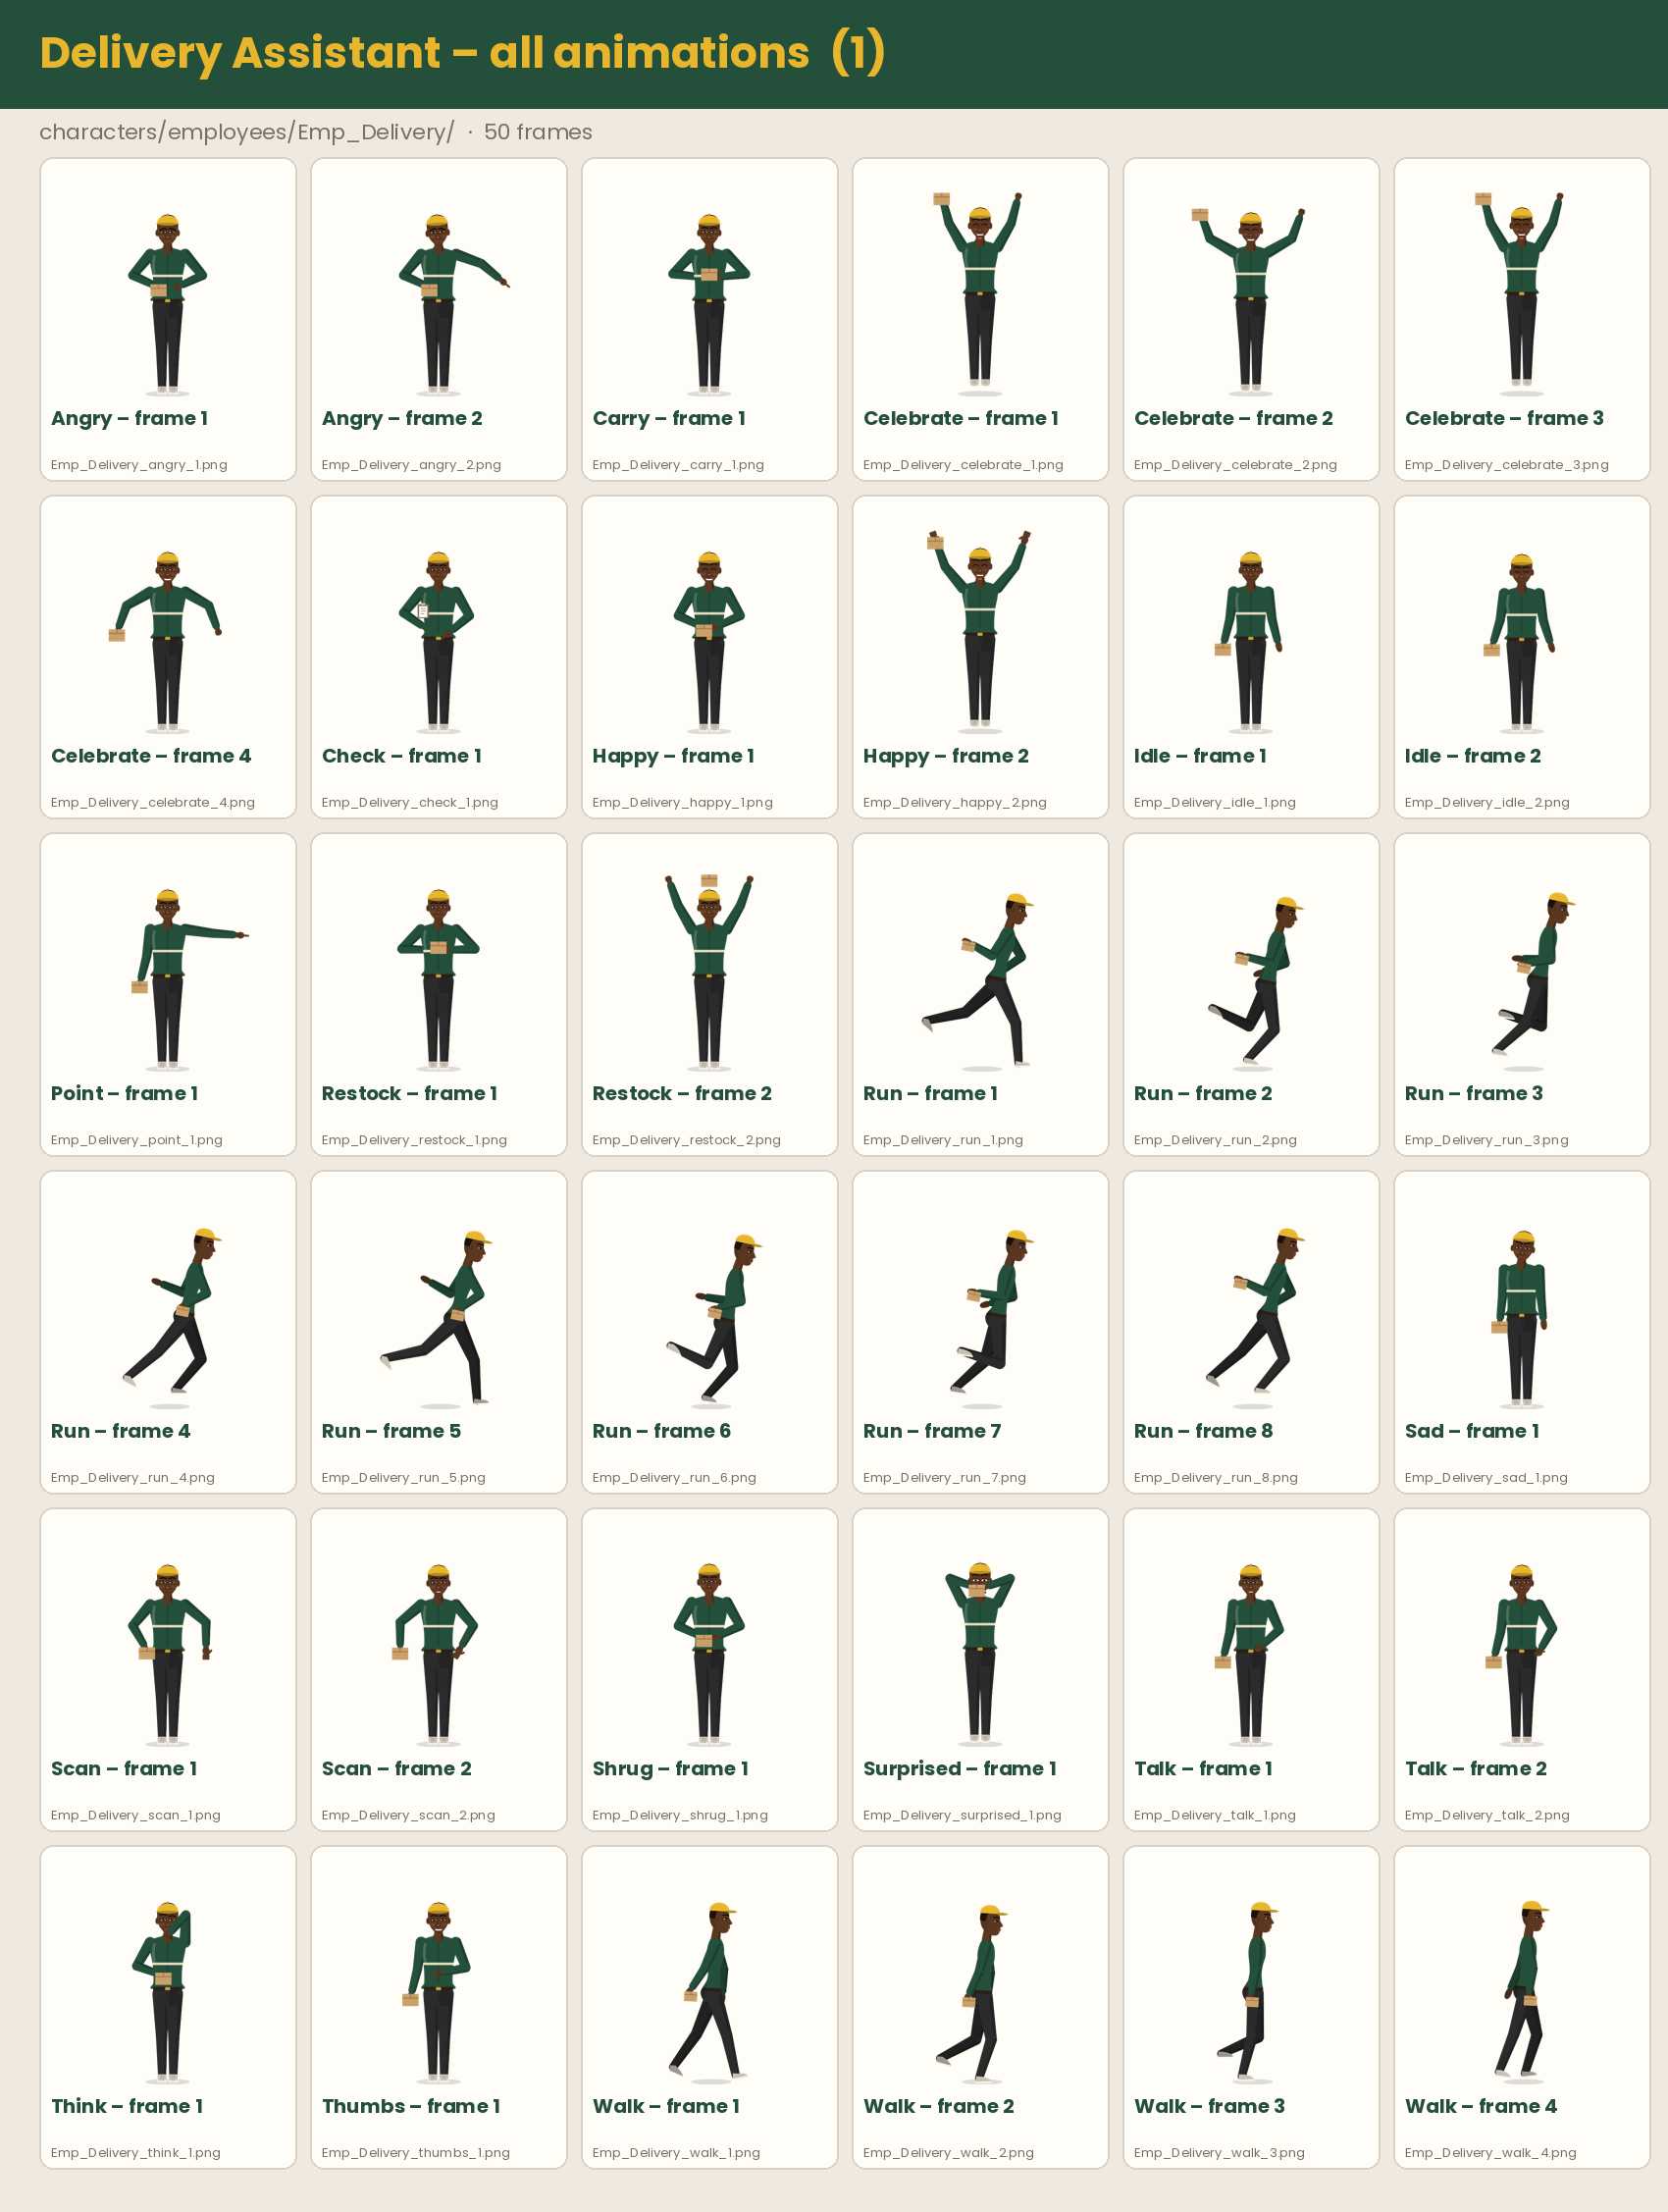 Delivery Assistant – all animations (1)
characters/employees/Emp_Delivery/ · 50 frames
Angry – frame 1
Angry – frame 2
Carry – frame 1
Celebrate – frame 1
Celebrate – frame 2
Celebrate – frame 3
Emp_Delivery_angry_1.png
Emp_Delivery_angry_2.png
Emp_Delivery_carry_1.png
Emp_Delivery_celebrate_1.png
Emp_Delivery_celebrate_2.png
Emp_Delivery_celebrate_3.png
Celebrate – frame 4
Check – frame 1
Happy – frame 1
Happy – frame 2
Idle – frame 1
Idle – frame 2
Emp_Delivery_celebrate_4.png
Emp_Delivery_check_1.png
Emp_Delivery_happy_1.png
Emp_Delivery_happy_2.png
Emp_Delivery_idle_1.png
Emp_Delivery_idle_2.png
Point – frame 1
Restock – frame 1
Restock – frame 2
Run – frame 1
Run – frame 2
Run – frame 3
Emp_Delivery_point_1.png
Emp_Delivery_restock_1.png
Emp_Delivery_restock_2.png
Emp_Delivery_run_1.png
Emp_Delivery_run_2.png
Emp_Delivery_run_3.png
Run – frame 4
Run – frame 5
Run – frame 6
Run – frame 7
Run – frame 8
Sad – frame 1
Emp_Delivery_run_4.png
Emp_Delivery_run_5.png
Emp_Delivery_run_6.png
Emp_Delivery_run_7.png
Emp_Delivery_run_8.png
Emp_Delivery_sad_1.png
Scan – frame 1
Scan – frame 2
Shrug – frame 1
Surprised – frame 1
Talk – frame 1
Talk – frame 2
Emp_Delivery_scan_1.png
Emp_Delivery_scan_2.png
Emp_Delivery_shrug_1.png
Emp_Delivery_surprised_1.png
Emp_Delivery_talk_1.png
Emp_Delivery_talk_2.png
Think – frame 1
Thumbs – frame 1
Walk – frame 1
Walk – frame 2
Walk – frame 3
Walk – frame 4
Emp_Delivery_think_1.png
Emp_Delivery_thumbs_1.png
Emp_Delivery_walk_1.png
Emp_Delivery_walk_2.png
Emp_Delivery_walk_3.png
Emp_Delivery_walk_4.png